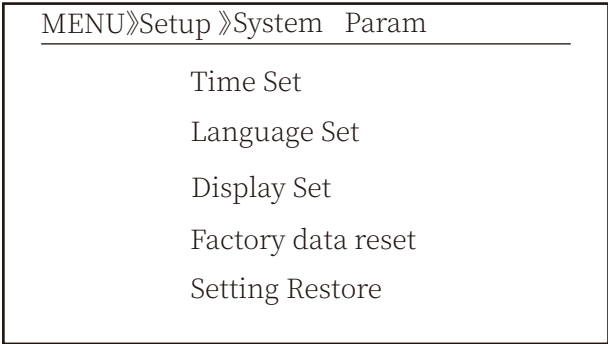 MENU》Setup 》System Param
Time Set
Language Set
Display Set
Factory data reset
Setting Restore